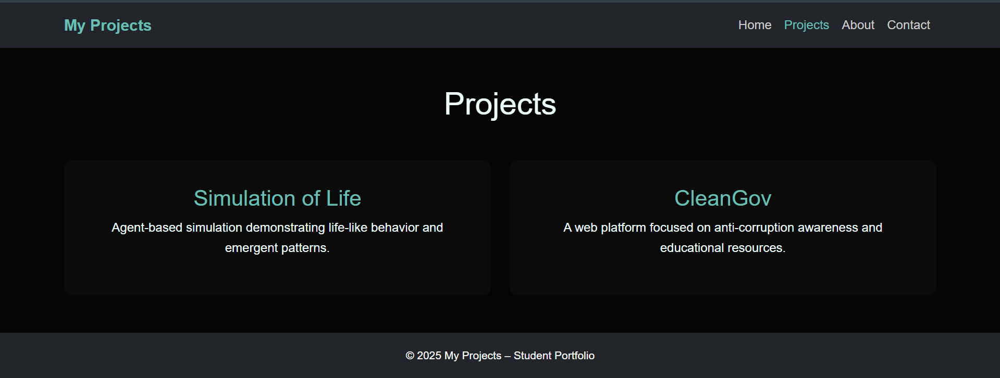 My Projects
Home Projects About Contact
Projects
Simulation of Life
Agent-based simulation demonstrating life-like behavior and
emergent patterns.
CleanGov
A web platform focused on anti-corruption awareness and
educational resources.
© 2025 My Projects – Student Portfolio